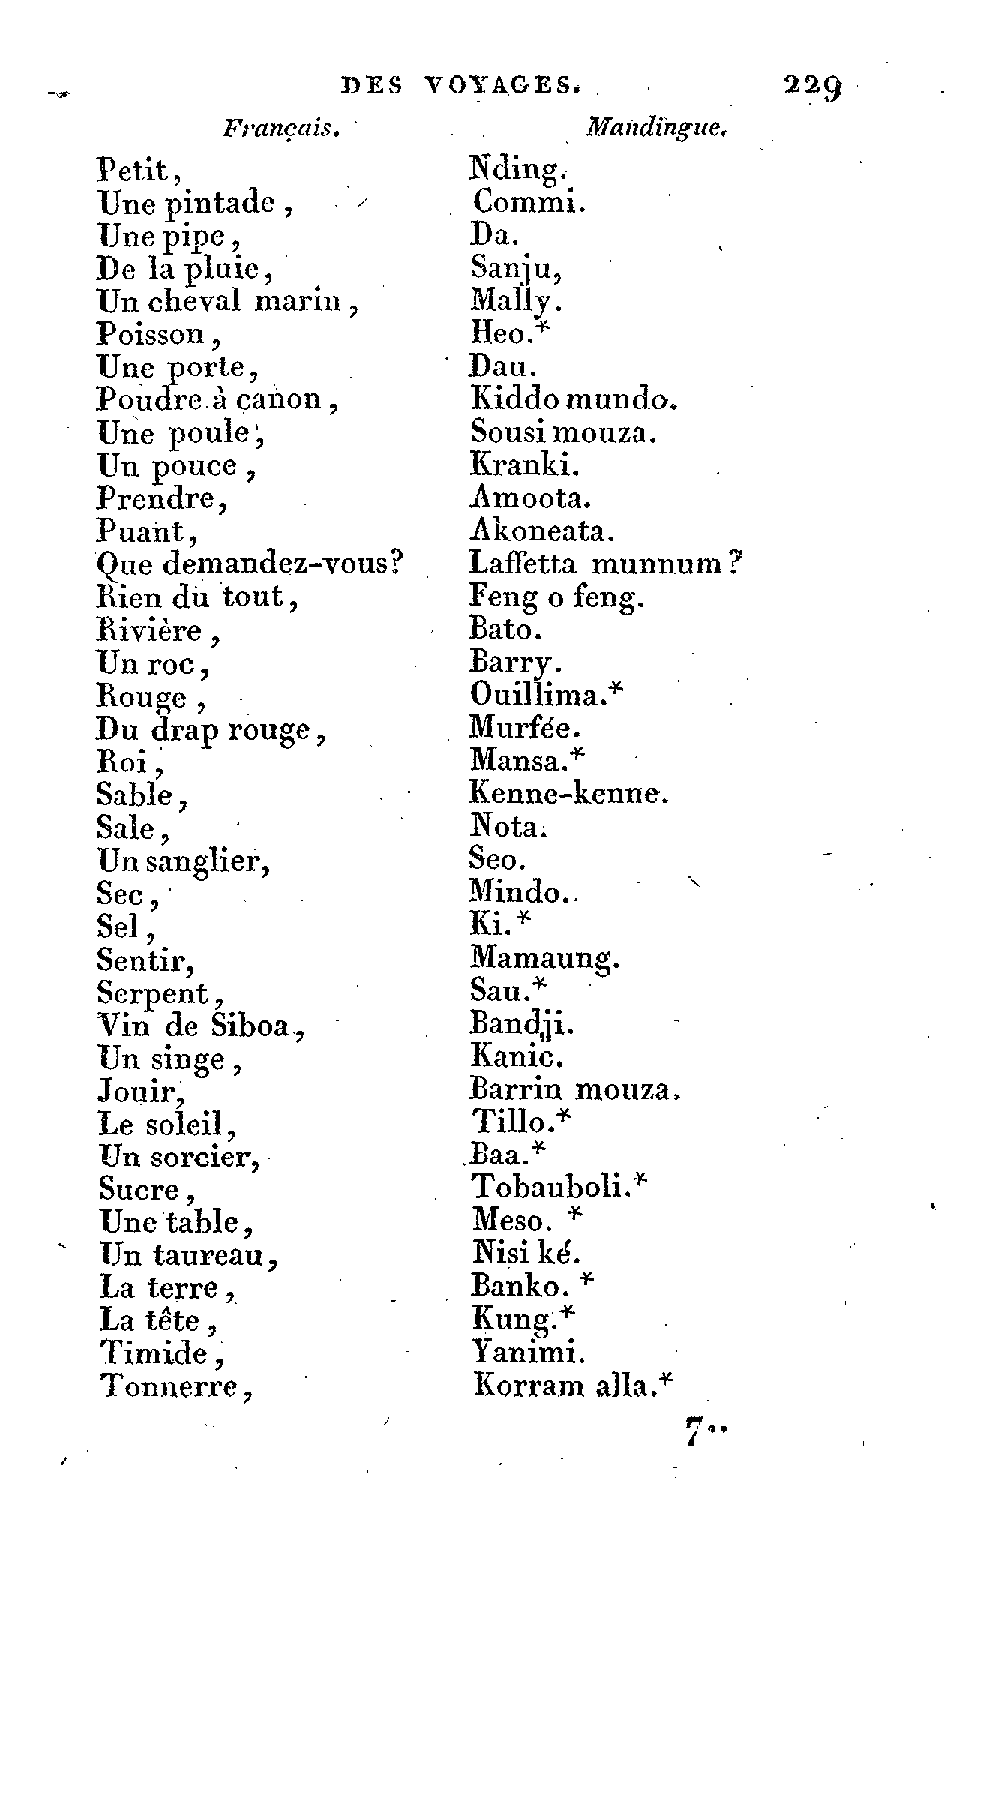 DES VOYAGES. 229
Français. Mandingue.
Petit, Nding.
Une pintade, Commi.
Une pipe, Da.
De la pluie, Sanju,
Un cheval marin, Mally.
Poisson, Heo.*
Une porte, Dau.
Poudre à canon, Kiddo mundo.
Une poule, Sousi mouza.
Un pouce, Kranki.
Prendre, Amoota.
Puant, Akoneata.
Que demandez-vous? Laffetta munnum?
Rien du tout, Feng o feng.
Rivière, Bato.
Un roc, Barry.
Rouge, Ouillima.*
Du drap rouge, Murfée.
Roi, Mansa.*
Sable, Kenne-kenne.
Sale, Nota.
Un sanglier, Seo.
Sec, Mindo.
Sel, Ki.*
Sentir, Mamaung.
Serpent, Sau.*
Vin de Siboa, Bandji.
Un singe, Kanie.
Jouir, Barrin mouza.
Le soleil, Tillo.*
Un sorcier, Baa.*
Sucre, Tobauboli.*
Une table, Meso. *
Un taureau, Nisi ké.
La terre, Banko. *
La tête, Kung.*
Timide, Yanimi.
Tonnerre, Korram alla.*
7..